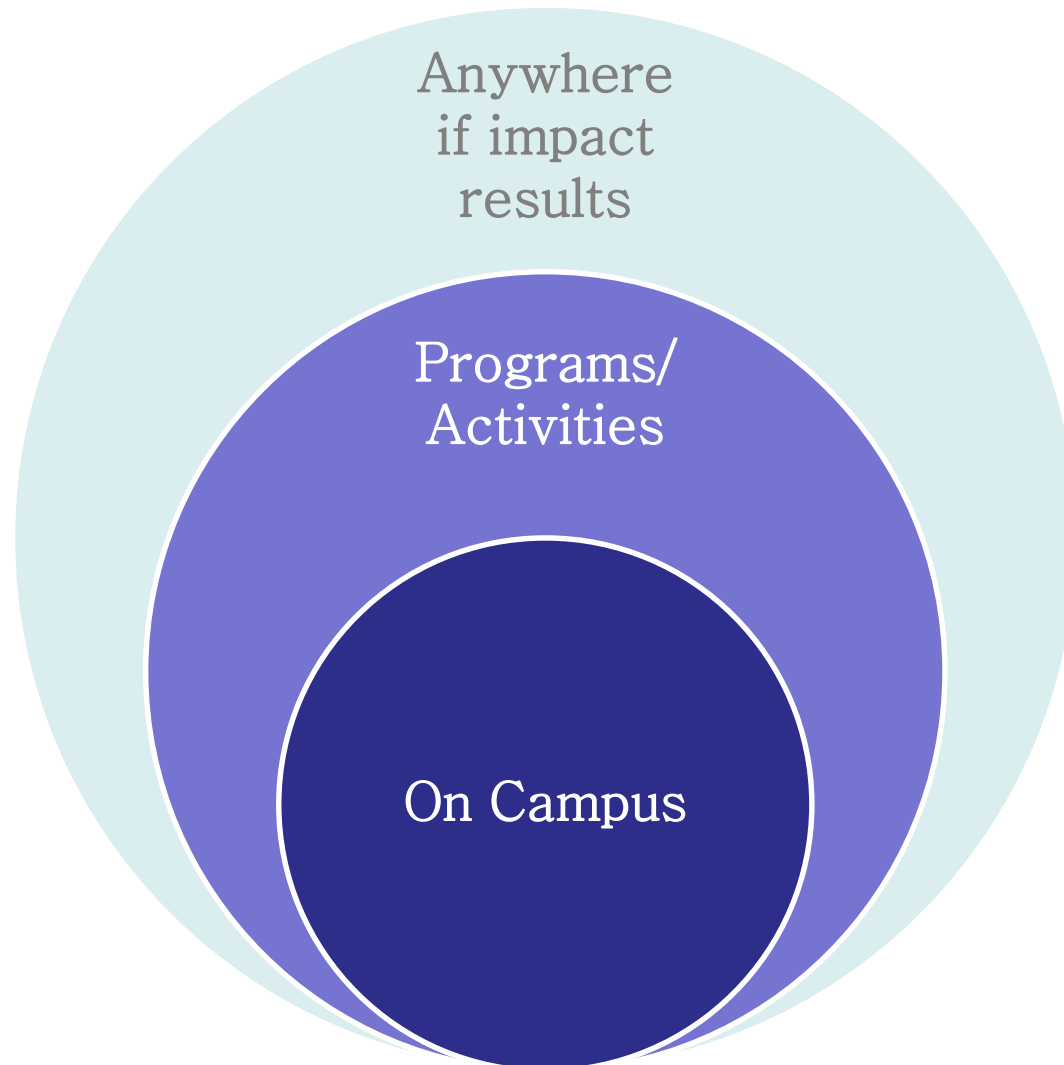 Anywhere
if impact
results
Programs/
Activities
On Campus